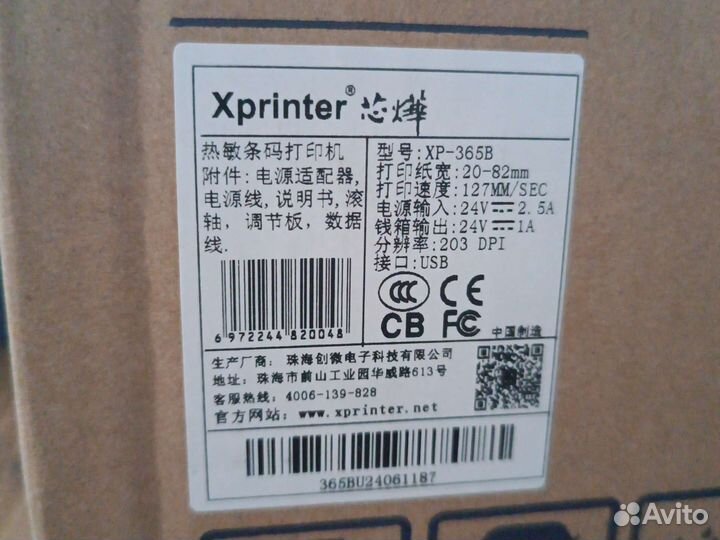 Xprinter® 芯烨
热敏条码打印机
附件:电源适配器,
电源线,说明书,滚
轴,调节板,数据
线.
6 972244 820048
型号:XP-365B
打印纸宽:20-82mm
打印速度:127MM/SEC
电源输入:24V⎓2.5A
钱箱输出:24V⎓1A
分辨率:203 DPI
接口:USB
CCC CE
CB FC
中国制造
生产厂商: 珠海创微电子科技有限公司
地址: 珠海市前山工业园华威路613号
客服热线: 4006-139-828
官方网站: www.xprinter.net
365BU24061187
Avito